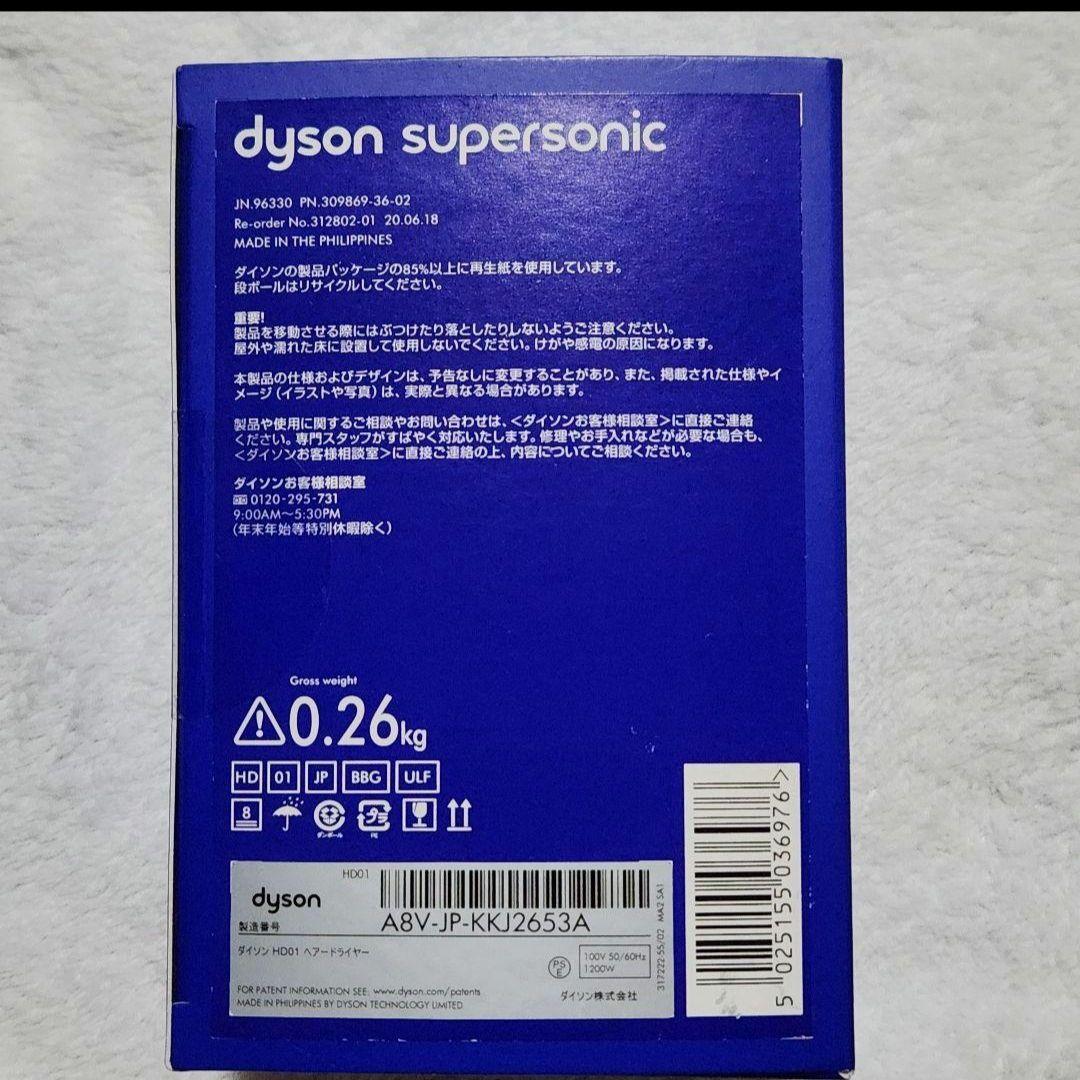 dyson supersonic
JN.96330 PN.309869-36-02
Re-order No.312802-01 20.06.18
MADE IN THE PHILIPPINES
ダイソンの製品パッケージの85%以上に再生紙を使用しています。
段ボールはリサイクルしてください。
重要!
製品を移動させる際にはぶつけたり落としたりしないようご注意ください。
屋外や濡れた床に設置して使用しないでください。けがや感電の原因になります。
本製品の仕様およびデザインは、予告なしに変更することがあり、また、掲載された仕様やイ
メージ(イラストや写真)は、実際と異なる場合があります。
製品や使用に関するご相談やお問い合わせは、<ダイソンお客様相談室>に直接ご連絡
ください。専門スタッフがすばやく対応いたします。修理やお手入れなどが必要な場合も、
<ダイソンお客様相談室>に直接ご連絡の上、内容についてご相談ください。
ダイソンお客様相談室
0120-295-731
9:00AM〜5:30PM
(年末年始等特別休暇除く)
Gross weight
0.26kg
HD 01 JP BBG ULF
8
ダンボール
PE
HD01
dyson
製造番号
A8V-JP-KKJ2653A
ダイソン HD01 ヘアードライヤー
PS
E
100V 50/60Hz
1200W
FOR PATENT INFORMATION SEE: www.dyson.com/patents
MADE IN PHILIPPINES BY DYSON TECHNOLOGY LIMITED
ダイソン株式会社
317222-55/02 MA2 SA1
5 025155 036976 >